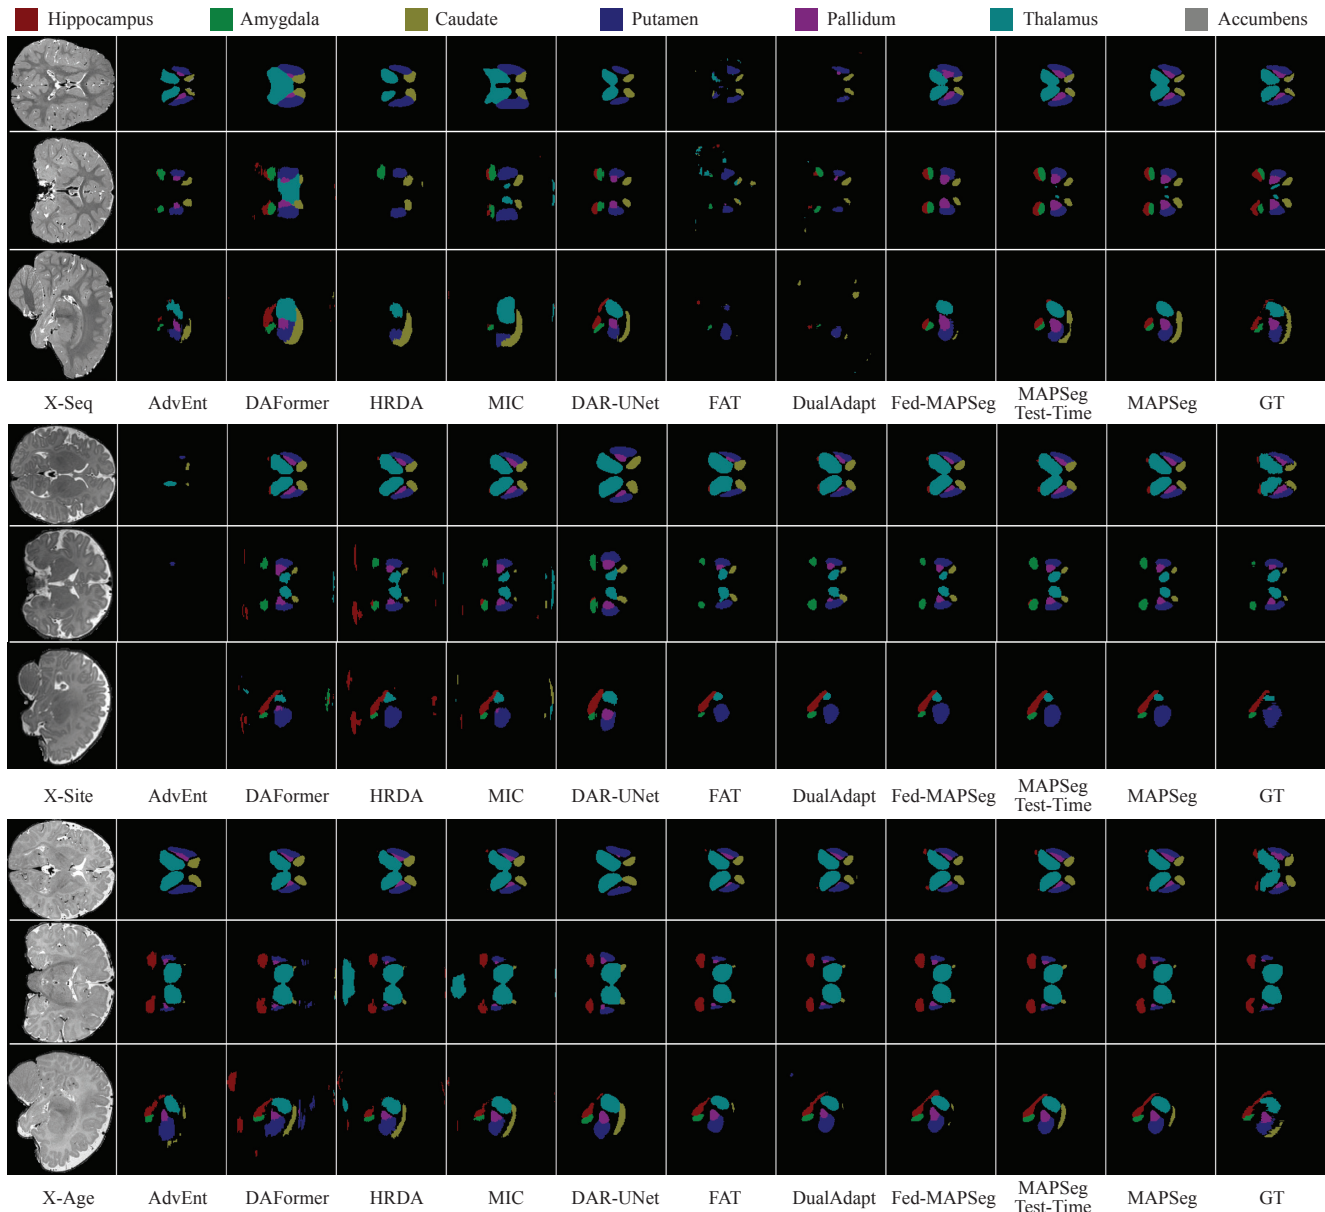 Hippocampus Amygdala Caudate Putamen Pallidum Thalamus Accumbens
X-Seq AdvEnt DAFormer HRDA MIC DAR-UNet FAT DualAdapt Fed-MAPSeg MAPSeg Test-Time MAPSeg GT
X-Site AdvEnt DAFormer HRDA MIC DAR-UNet FAT DualAdapt Fed-MAPSeg MAPSeg Test-Time MAPSeg GT
X-Age AdvEnt DAFormer HRDA MIC DAR-UNet FAT DualAdapt Fed-MAPSeg MAPSeg Test-Time MAPSeg GT